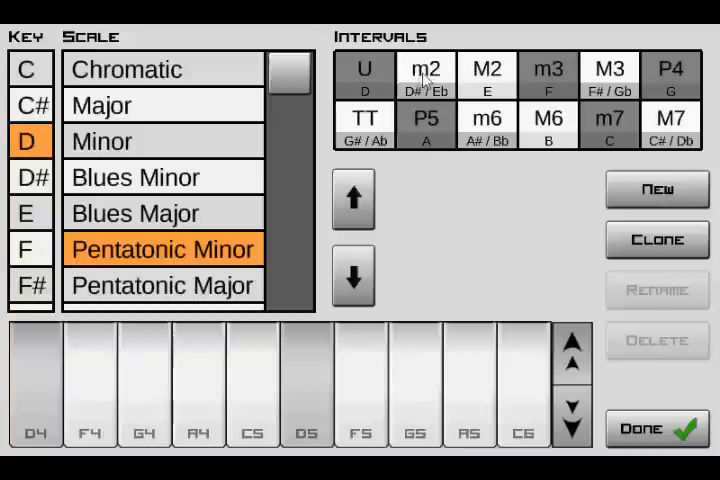 KEY SCALE INTERVALS
C Chromatic
C# Major
D Minor
D# Blues Minor
E Blues Major
F Pentatonic Minor
F# Pentatonic Major
U m2 M2 m3 M3 P4
D D#/Eb E F F#/Gb G
TT P5 m6 M6 m7 M7
G#/Ab A A#/Bb B C C#/Db
NEW
CLONE
RENAME
DELETE
DONE
D4 F4 G4 A4 C5 D5 F5 G5 A5 C6